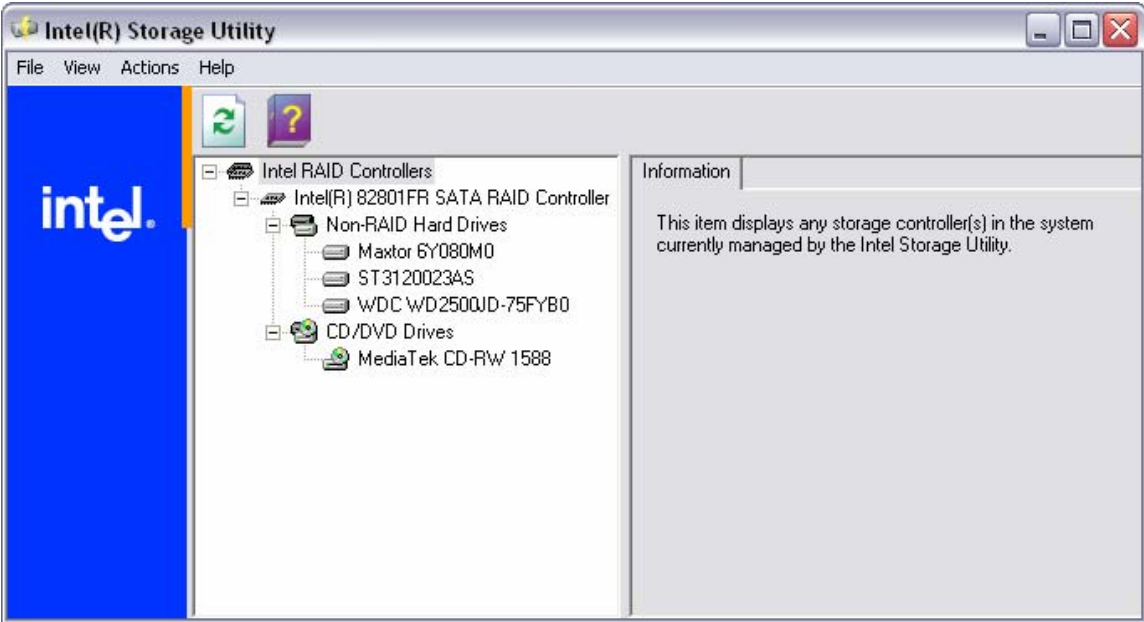 Intel(R) Storage Utility
File View Actions Help
intel.
?
Intel RAID Controllers
Intel(R) 82801FR SATA RAID Controller
Non-RAID Hard Drives
Maxtor 6Y080M0
ST3120023AS
WDC WD2500JD-75FYB0
CD/DVD Drives
MediaTek CD-RW 1588
Information
This item displays any storage controller(s) in the system
currently managed by the Intel Storage Utility.